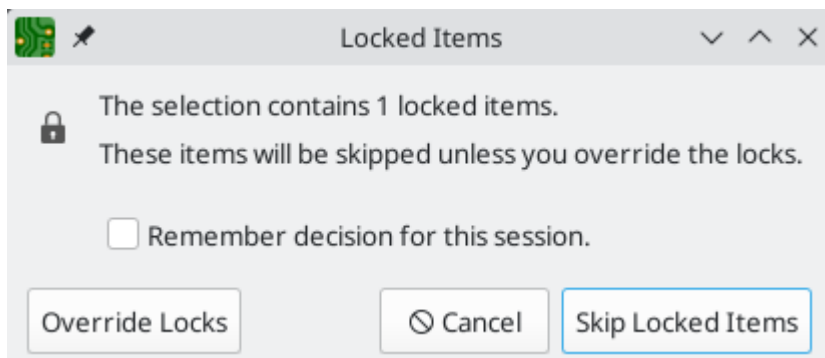 Locked Items
The selection contains 1 locked items.
These items will be skipped unless you override the locks.
Remember decision for this session.
Override Locks
Cancel
Skip Locked Items